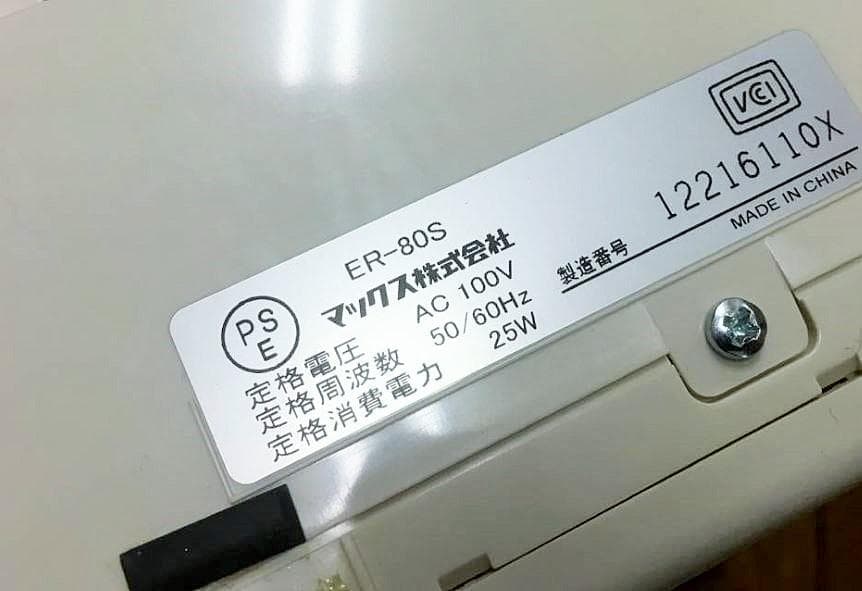 ER-80S
マックス株式会社
PS
E
定格電圧 AC 100V
定格周波数 50/60Hz
定格消費電力 25W
VCI
製造番号 12216110X
MADE IN CHINA